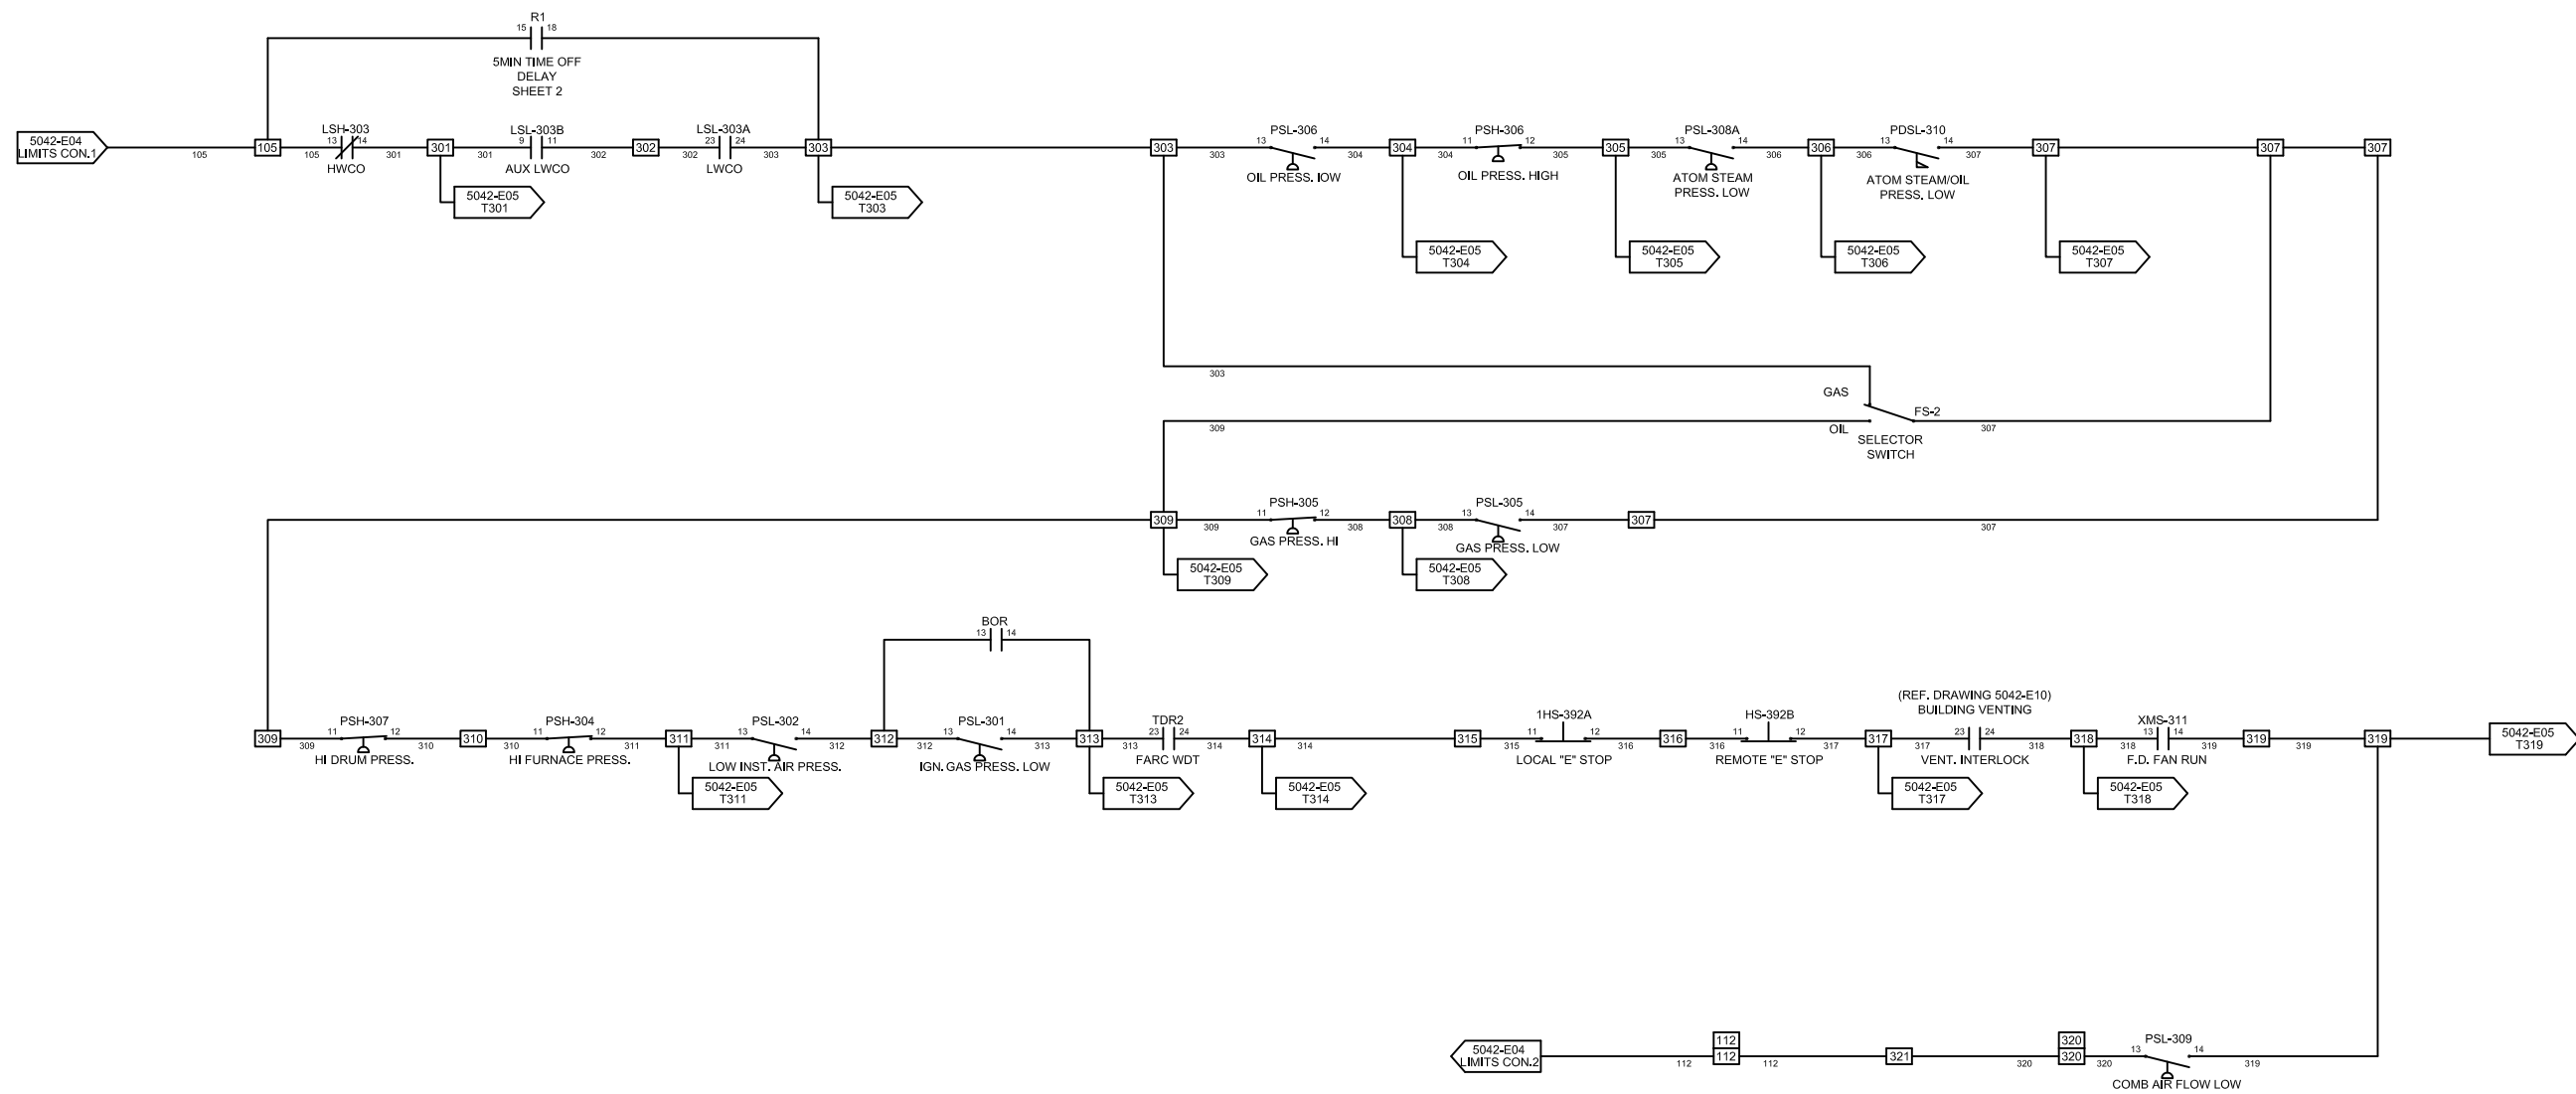 R1
15 18
5MIN TIME OFF
DELAY
SHEET 2
5042-E04
LIMITS CON.1
105
105
105
LSH-303
13 14
HWCO
301
301
301
LSL-303B
9 11
AUX LWCO
302
302
302
LSL-303A
23 24
LWCO
303
303
5042-E05
T301
5042-E05
T303
303
303
PSL-306
13 14
OIL PRESS. lOW
304
304
304
PSH-306
11 12
OIL PRESS. HIGH
305
305
305
PSL-308A
13 14
ATOM STEAM
PRESS. LOW
306
306
306
PDSL-310
13 14
ATOM STEAM/OIL
PRESS. LOW
307
307
307
307
5042-E05
T304
5042-E05
T305
5042-E05
T306
5042-E05
T307
303
GAS
FS-2
309
OIL
307
SELECTOR
SWITCH
309
309
PSH-305
11 12
GAS PRESS. HI
308
308
308
PSL-305
13 14
GAS PRESS. LOW
307
307
307
5042-E05
T309
5042-E05
T308
BOR
13 14
309
309
PSH-307
11 12
HI DRUM PRESS.
310
310
310
PSH-304
11 12
HI FURNACE PRESS.
311
311
311
PSL-302
13 14
LOW INST. AIR PRESS.
312
312
312
PSL-301
13 14
IGN. GAS PRESS. LOW
313
313
313
TDR2
23 24
FARC WDT
314
314
314
315
315
1HS-392A
11 12
LOCAL "E" STOP
316
316
316
HS-392B
11 12
REMOTE "E" STOP
317
317
317
(REF. DRAWING 5042-E10)
BUILDING VENTING
23 24
VENT. INTERLOCK
318
318
318
XMS-311
13 14
F.D. FAN RUN
319
319
319
319
5042-E05
T319
5042-E05
T311
5042-E05
T313
5042-E05
T314
5042-E05
T317
5042-E05
T318
5042-E04
LIMITS CON.2
112
112
112
112
321
320
320
320
320
PSL-309
13 14
COMB AIR FLOW LOW
319